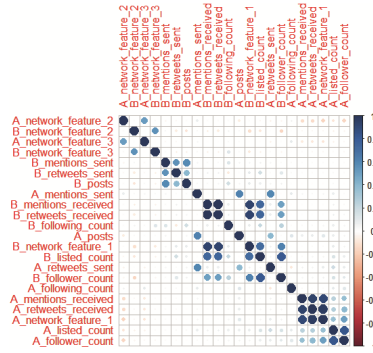 A_network_feature_2
B_network_feature_2
A_network_feature_3
B_network_feature_3
B_mentions_sent
B_retweets_sent
B_posts
A_mentions_sent
B_mentions_received
B_retweets_received
B_following_count
A_posts
B_network_feature_1
B_listed_count
A_retweets_sent
B_follower_count
A_following_count
A_mentions_received
A_retweets_received
A_network_feature_1
A_listed_count
A_follower_count
A_network_feature_2
B_network_feature_2
A_network_feature_3
B_network_feature_3
B_mentions_sent
B_retweets_sent
B_posts
A_mentions_sent
B_mentions_received
B_retweets_received
B_following_count
A_posts
B_network_feature_1
B_listed_count
A_retweets_sent
B_follower_count
A_following_count
A_mentions_received
A_retweets_received
A_network_feature_1
A_listed_count
A_follower_count
1
0